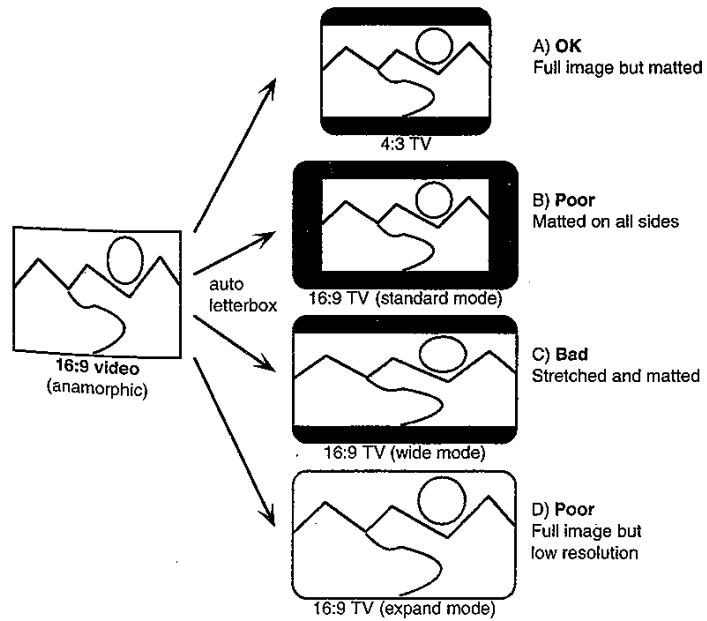 A) OK
Full image but matted
4:3 TV
B) Poor
Matted on all sides
16:9 TV (standard mode)
auto
letterbox
16:9 video
(anamorphic)
C) Bad
Stretched and matted
16:9 TV (wide mode)
D) Poor
Full image but
low resolution
16:9 TV (expand mode)